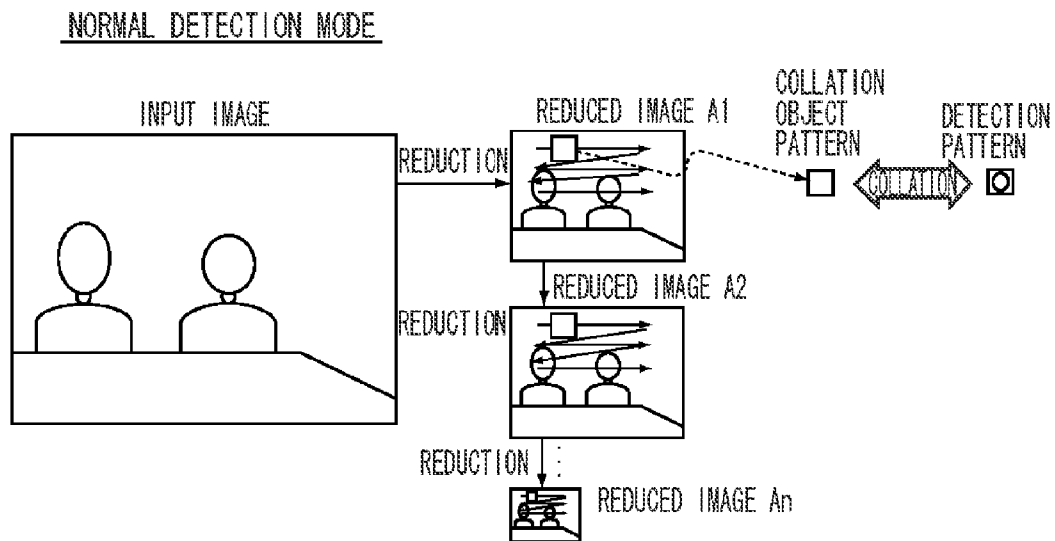 NORMAL DETECTION MODE
INPUT IMAGE
REDUCTION
REDUCED IMAGE A1
COLLATION
OBJECT
PATTERN
DETECTION
PATTERN
COLLATION
REDUCED IMAGE A2
REDUCTION
REDUCTION
REDUCED IMAGE An